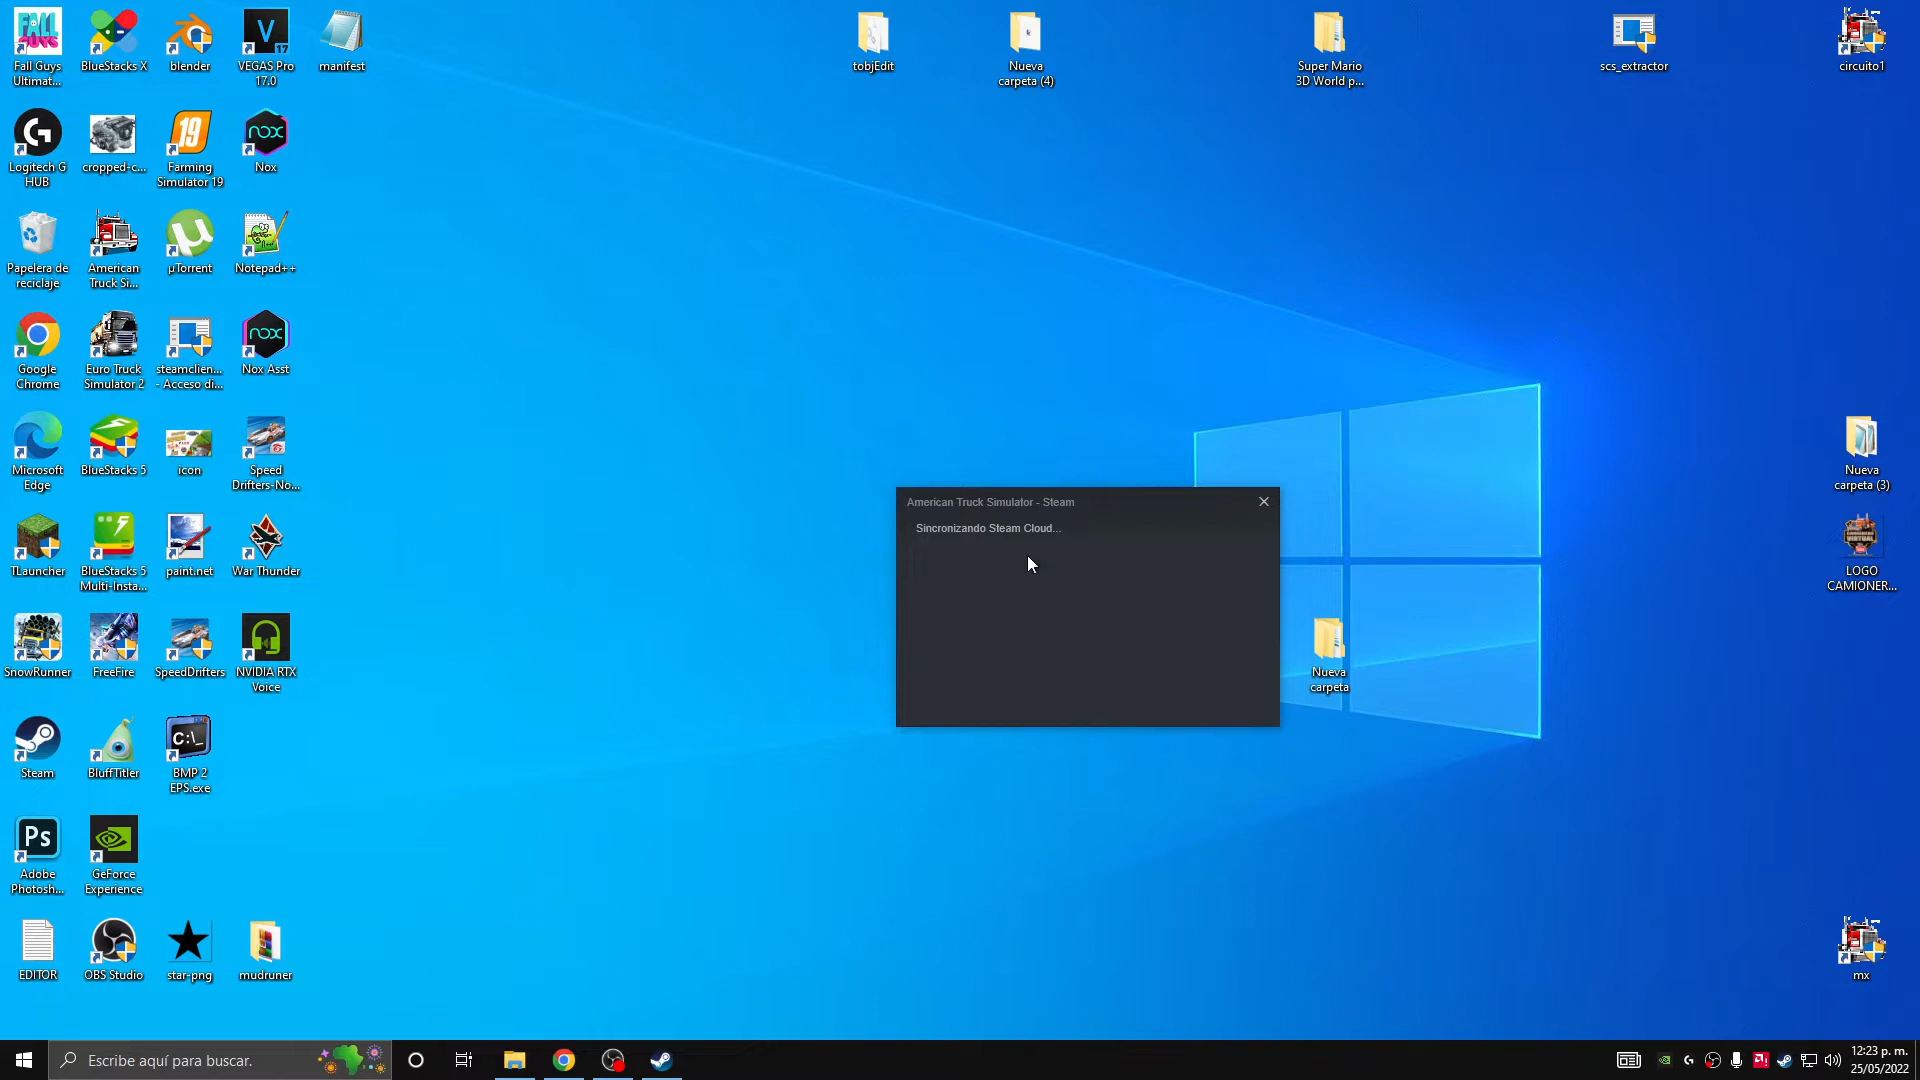 Fall Guys
Ultimat...
BlueStacks X
blender
VEGAS Pro
17.0
manifest
tobjEdit
Nueva
carpeta (4)
Super Mario
3D World p...
scs_extractor
circuito1
Logitech G
HUB
cropped-c...
Farming
Simulator 19
Nox
Papelera de
reciclaje
American
Truck Si...
µTorrent
Notepad++
Google
Chrome
Euro Truck
Simulator 2
steamclien...
- Acceso di...
Nox Asst
Microsoft
Edge
BlueStacks 5
icon
Speed
Drifters-No...
Nueva
carpeta (3)
American Truck Simulator - Steam
Sincronizando Steam Cloud...
TLauncher
BlueStacks 5
Multi-Insta...
paint.net
War Thunder
LOGO
CAMIONER...
SnowRunner
FreeFire
SpeedDrifters
NVIDIA RTX
Voice
Nueva
carpeta
Steam
BluffTitler
BMP 2
EPS.exe
Adobe
Photosh...
GeForce
Experience
EDITOR
OBS Studio
star-png
mudruner
mx
Escribe aquí para buscar.
12:23 p. m.
25/05/2022